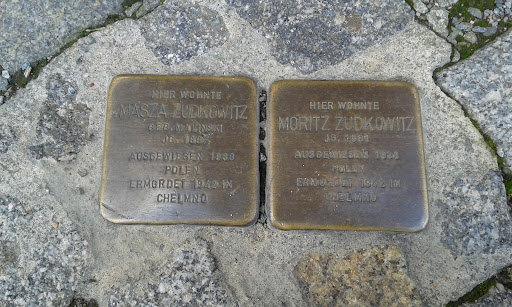 HIER WOHNTE
MASZA ZUDKOWITZ
GEB.
JG.
AUSGEWIESEN 1938
POLEN
ERMORDET 1942 IN
CHELMNO
HIER WOHNTE
MORITZ ZUDKOWITZ
JG.
AUSGEWIESEN
POLEN
ERMORDET 1942 IN
CHELMNO